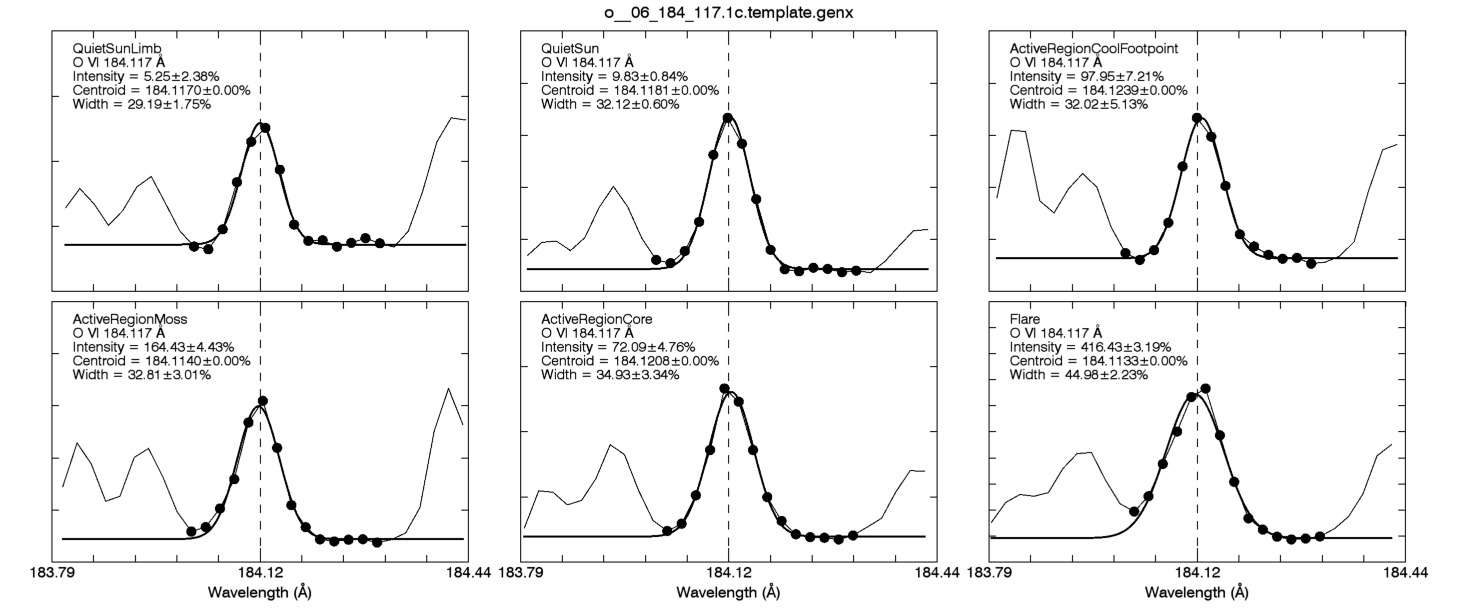 o__06_184_117.1c.template.genx
QuietSunLimb
O VI 184.117 Å
Intensity = 5.25±2.38%
Centroid = 184.1170±0.00%
Width = 29.19±1.75%
QuietSun
O VI 184.117 Å
Intensity = 9.83±0.84%
Centroid = 184.1181±0.00%
Width = 32.12±0.60%
ActiveRegionCoolFootpoint
O VI 184.117 Å
Intensity = 97.95±7.21%
Centroid = 184.1239±0.00%
Width = 32.02±5.13%
ActiveRegionMoss
O VI 184.117 Å
Intensity = 164.43±4.43%
Centroid = 184.1140±0.00%
Width = 32.81±3.01%
ActiveRegionCore
O VI 184.117 Å
Intensity = 72.09±4.76%
Centroid = 184.1208±0.00%
Width = 34.93±3.34%
Flare
O VI 184.117 Å
Intensity = 416.43±3.19%
Centroid = 184.1133±0.00%
Width = 44.98±2.23%
183.79 184.12 184.44
Wavelength (Å)
183.79 184.12 184.44
Wavelength (Å)
183.79 184.12 184.44
Wavelength (Å)